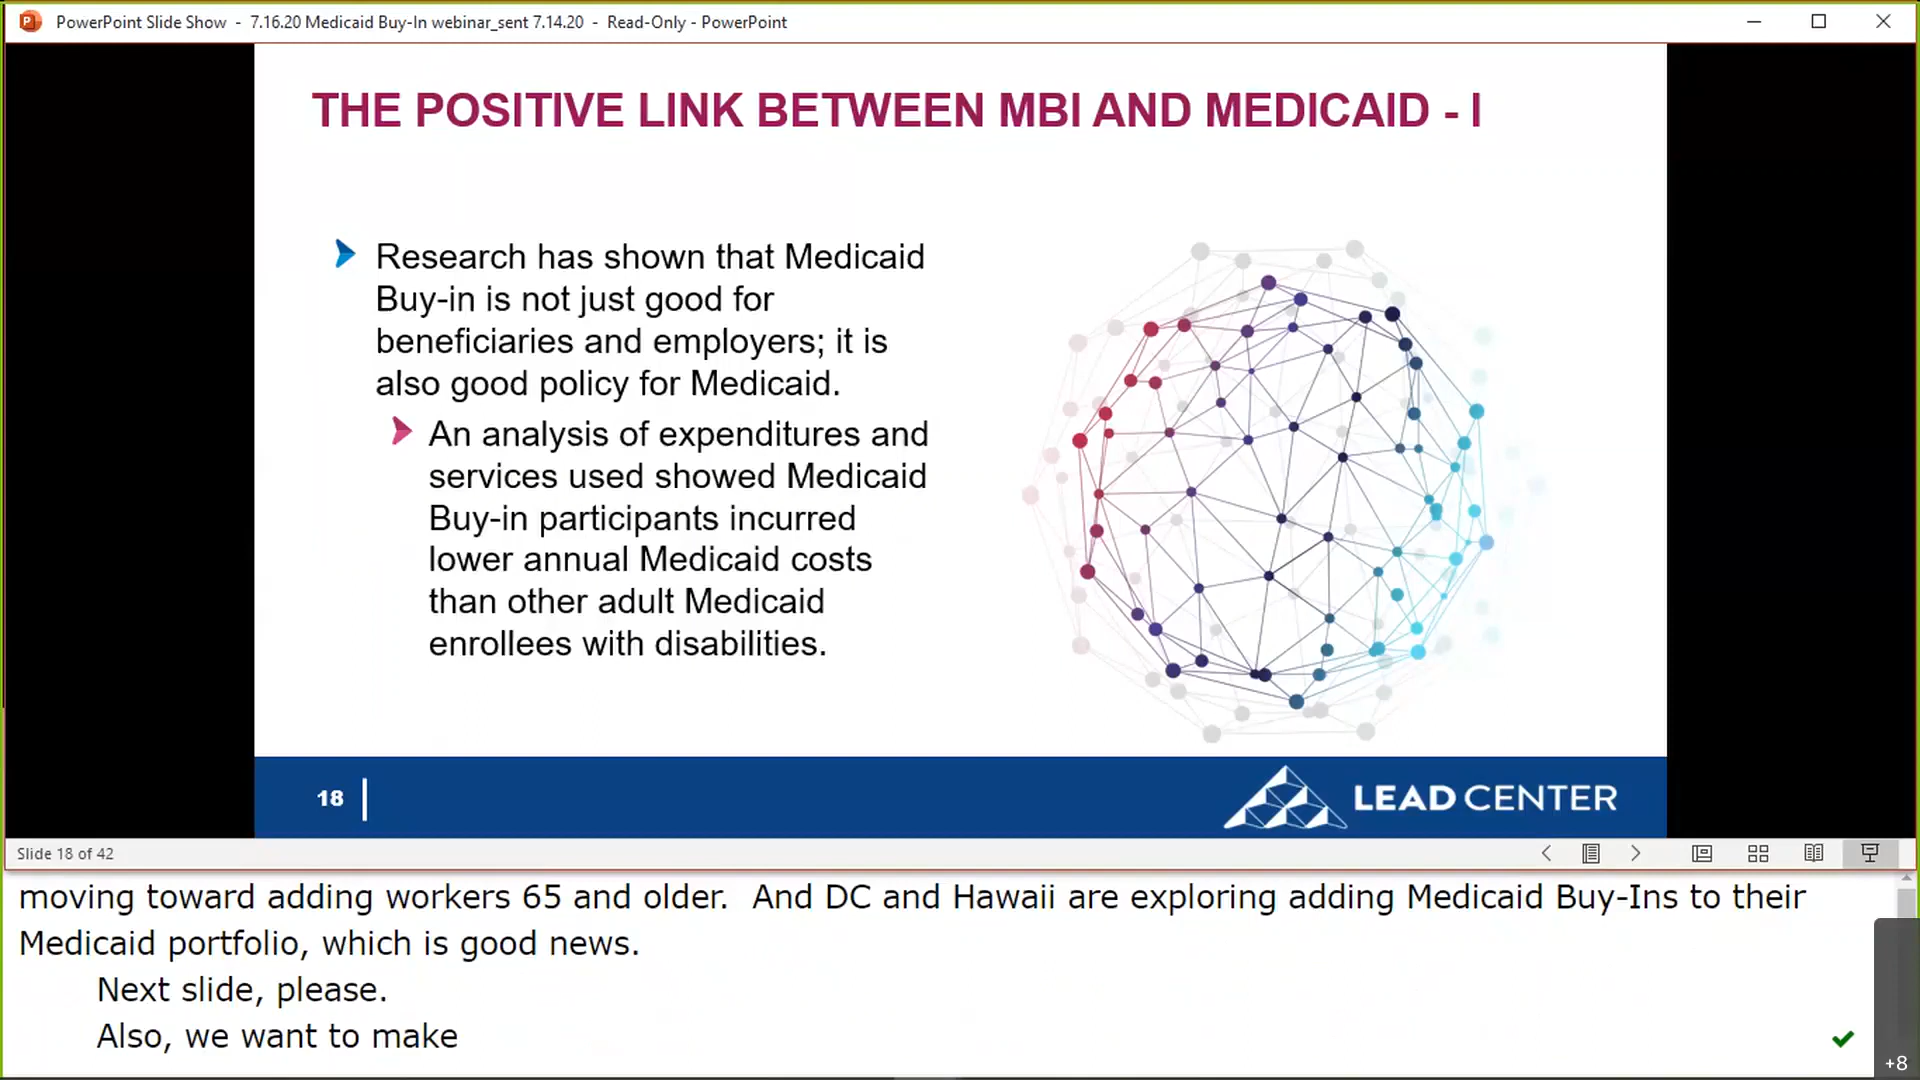 PowerPoint Slide Show - 7.16.20 Medicaid Buy-In webinar_sent 7.14.20 - Read-Only - PowerPoint
THE POSITIVE LINK BETWEEN MBI AND MEDICAID - I
Research has shown that Medicaid
Buy-in is not just good for
beneficiaries and employers; it is
also good policy for Medicaid.
An analysis of expenditures and
services used showed Medicaid
Buy-in participants incurred
lower annual Medicaid costs
than other adult Medicaid
enrollees with disabilities.
18
LEAD CENTER
Slide 18 of 42
moving toward adding workers 65 and older. And DC and Hawaii are exploring adding Medicaid Buy-Ins to their
Medicaid portfolio, which is good news.
Next slide, please.
Also, we want to make
+8